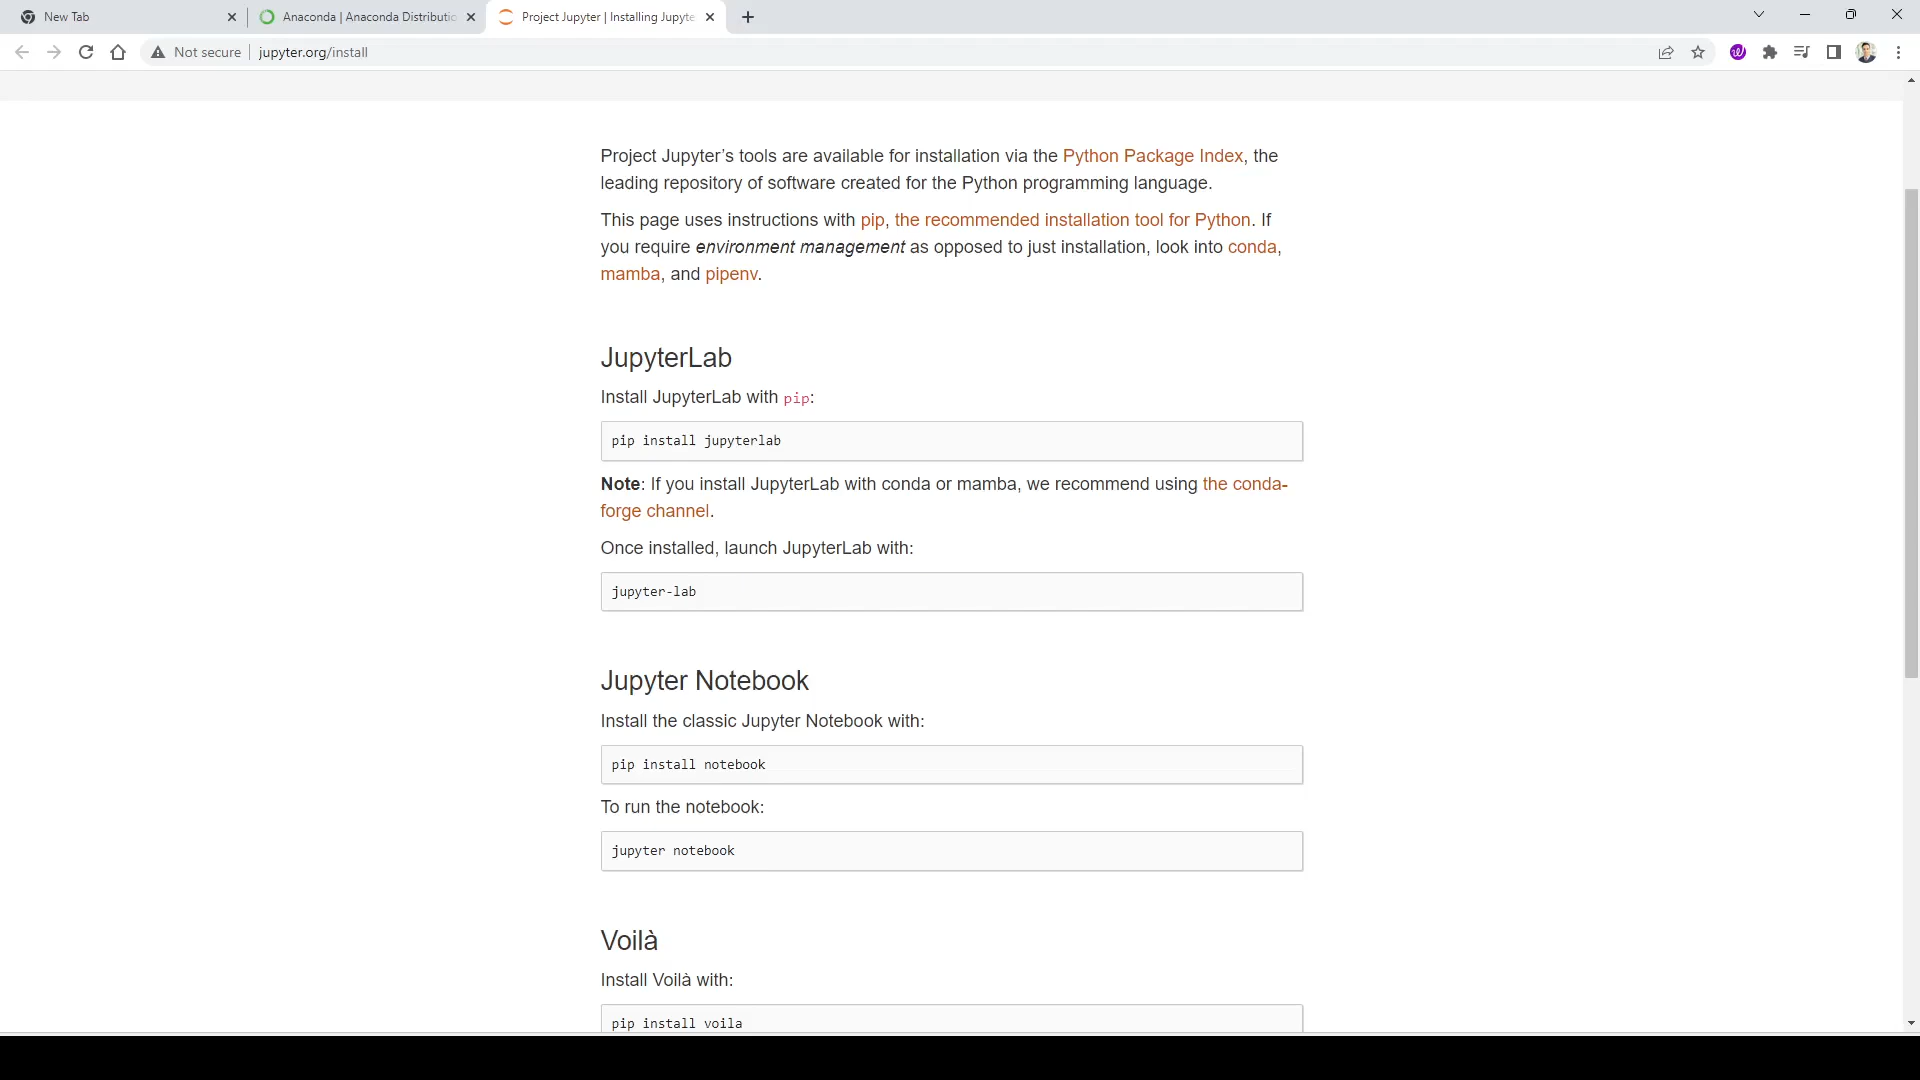 New Tab
Anaconda | Anaconda Distributio
Project Jupyter | Installing Jupyte
Not secure
jupyter.org/install
Project Jupyter’s tools are available for installation via the Python Package Index, the
leading repository of software created for the Python programming language.
This page uses instructions with pip, the recommended installation tool for Python. If
you require environment management as opposed to just installation, look into conda,
mamba, and pipenv.
JupyterLab
Install JupyterLab with pip:
pip install jupyterlab
Note: If you install JupyterLab with conda or mamba, we recommend using the conda-
forge channel.
Once installed, launch JupyterLab with:
jupyter-lab
Jupyter Notebook
Install the classic Jupyter Notebook with:
pip install notebook
To run the notebook:
jupyter notebook
Voilà
Install Voilà with:
pip install voila